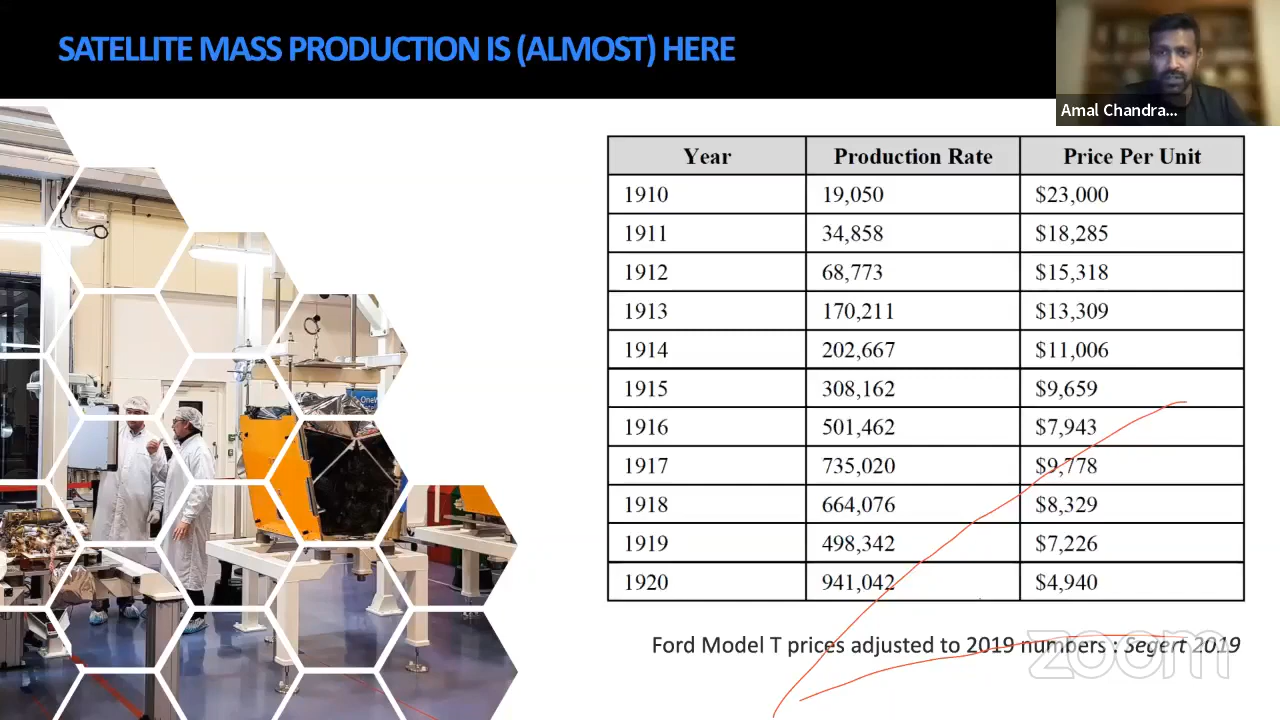 SATELLITE MASS PRODUCTION IS (ALMOST) HERE
Amal Chandra...
Year Production Rate Price Per Unit
1910 19,050 $23,000
1911 34,858 $18,285
1912 68,773 $15,318
1913 170,211 $13,309
1914 202,667 $11,006
1915 308,162 $9,659
1916 501,462 $7,943
1917 735,020 $9,778
1918 664,076 $8,329
1919 498,342 $7,226
1920 941,042 $4,940
Ford Model T prices adjusted to 2019 numbers : Segert 2019
zoom